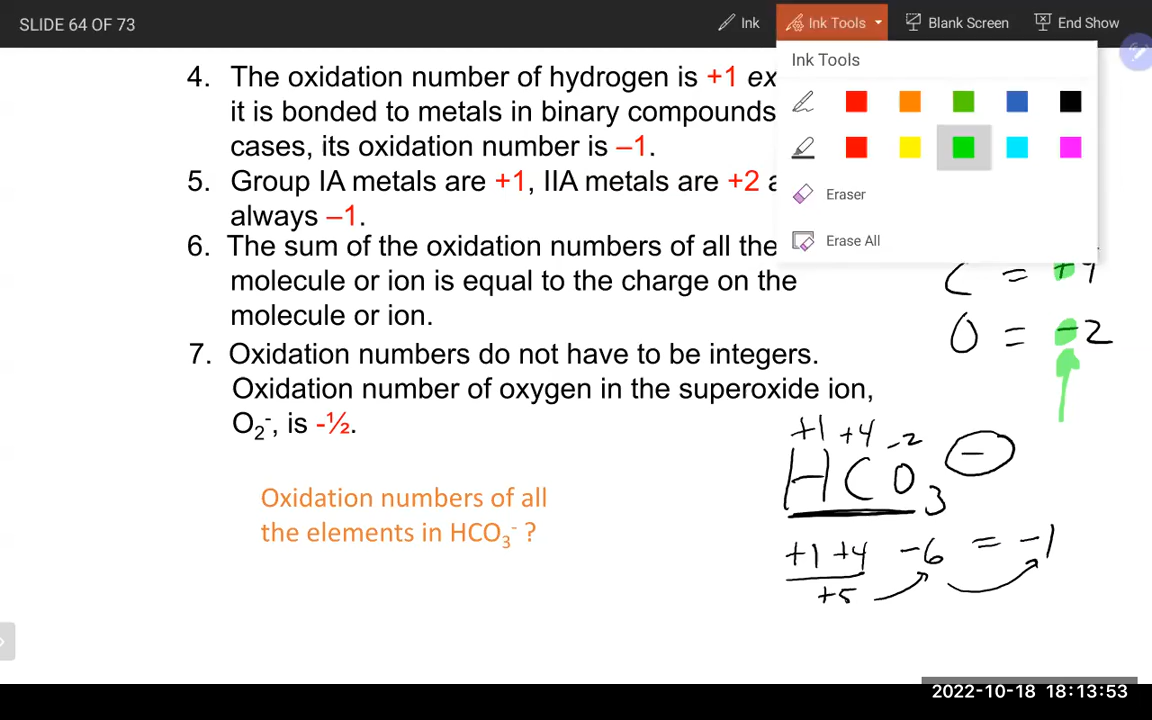 SLIDE 64 OF 73
Ink Ink Tools Blank Screen End Show
Ink Tools
Eraser
Erase All
4. The oxidation number of hydrogen is +1 ex
it is bonded to metals in binary compounds
cases, its oxidation number is –1.
5. Group IA metals are +1, IIA metals are +2 a
always –1.
6. The sum of the oxidation numbers of all the
molecule or ion is equal to the charge on the
molecule or ion.
7. Oxidation numbers do not have to be integers.
Oxidation number of oxygen in the superoxide ion,
O₂⁻, is -½.
Oxidation numbers of all
the elements in HCO₃⁻ ?
C = +4
O = -2
+1 +4 -2
HCO₃⁻
+1 +4 -6 = -1
+5
2022-10-18 18:13:53